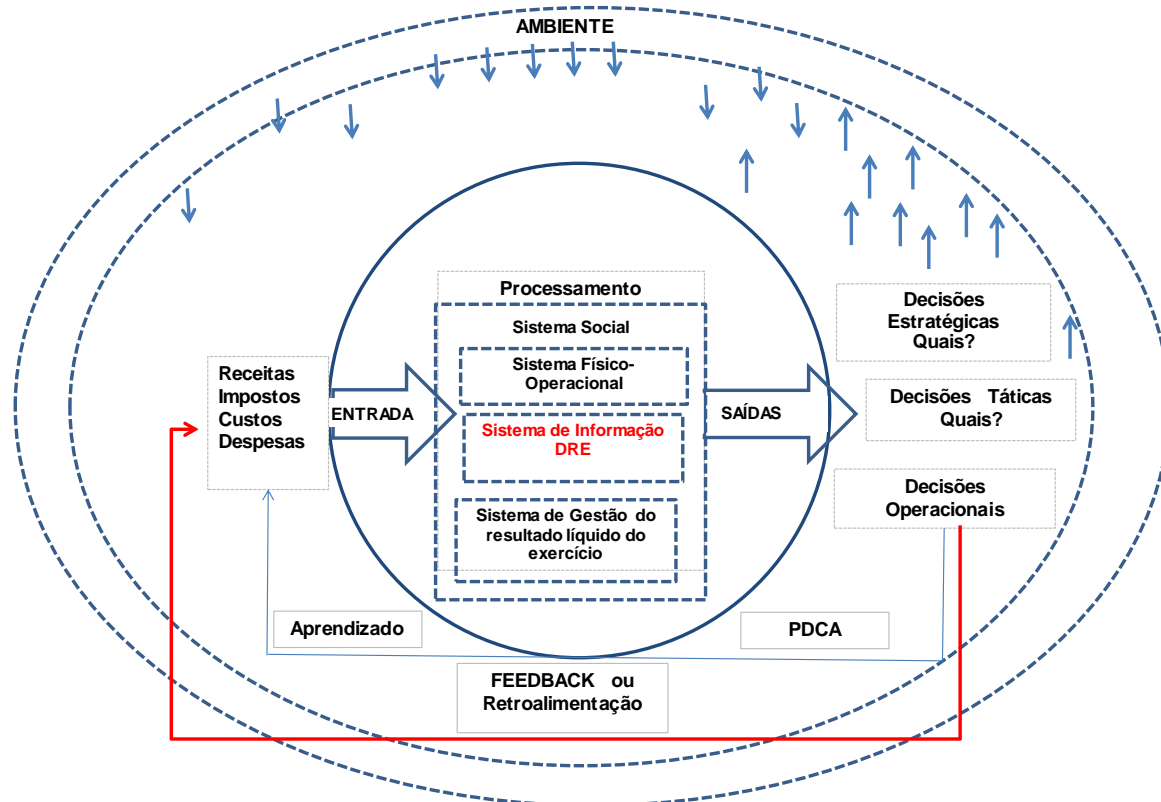 AMBIENTE
Processamento
Sistema Social
Sistema Físico-
Operacional
Sistema de Informação
DRE
Sistema de Gestão do
resultado líquido do
exercício
Receitas
Impostos
Custos
Despesas
ENTRADA
SAÍDAS
Decisões
Estratégicas
Quais?
Decisões Táticas
Quais?
Decisões
Operacionais
Aprendizado
PDCA
FEEDBACK ou
Retroalimentação